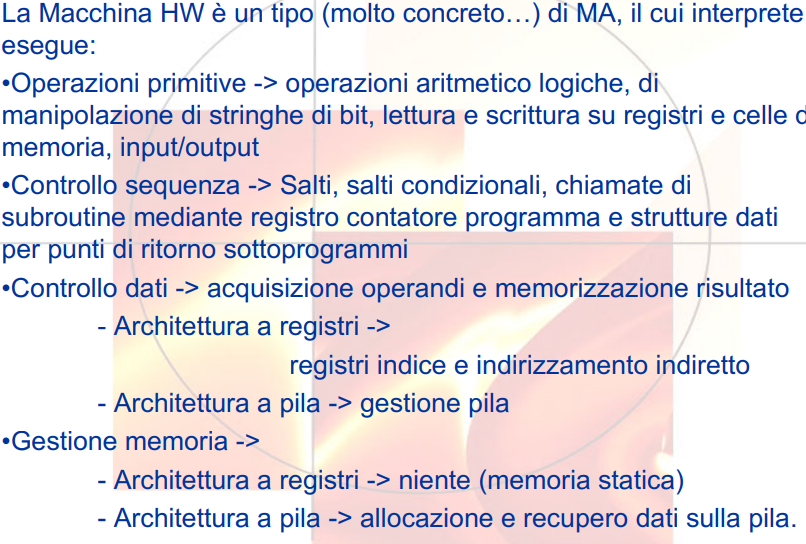 La Macchina HW è un tipo (molto concreto…) di MA, il cui interprete
esegue:
•Operazioni primitive -> operazioni aritmetico logiche, di
manipolazione di stringhe di bit, lettura e scrittura su registri e celle d
memoria, input/output
•Controllo sequenza -> Salti, salti condizionali, chiamate di
subroutine mediante registro contatore programma e strutture dati
per punti di ritorno sottoprogrammi
•Controllo dati -> acquisizione operandi e memorizzazione risultato
- Architettura a registri ->
registri indice e indirizzamento indiretto
- Architettura a pila -> gestione pila
•Gestione memoria ->
- Architettura a registri -> niente (memoria statica)
- Architettura a pila -> allocazione e recupero dati sulla pila.